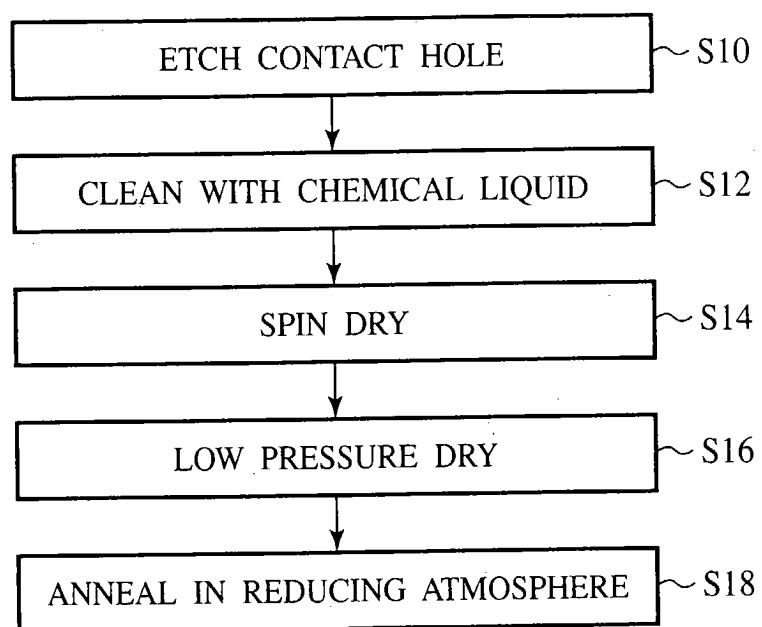 ETCH CONTACT HOLE S10
CLEAN WITH CHEMICAL LIQUID S12
SPIN DRY S14
LOW PRESSURE DRY S16
ANNEAL IN REDUCING ATMOSPHERE S18